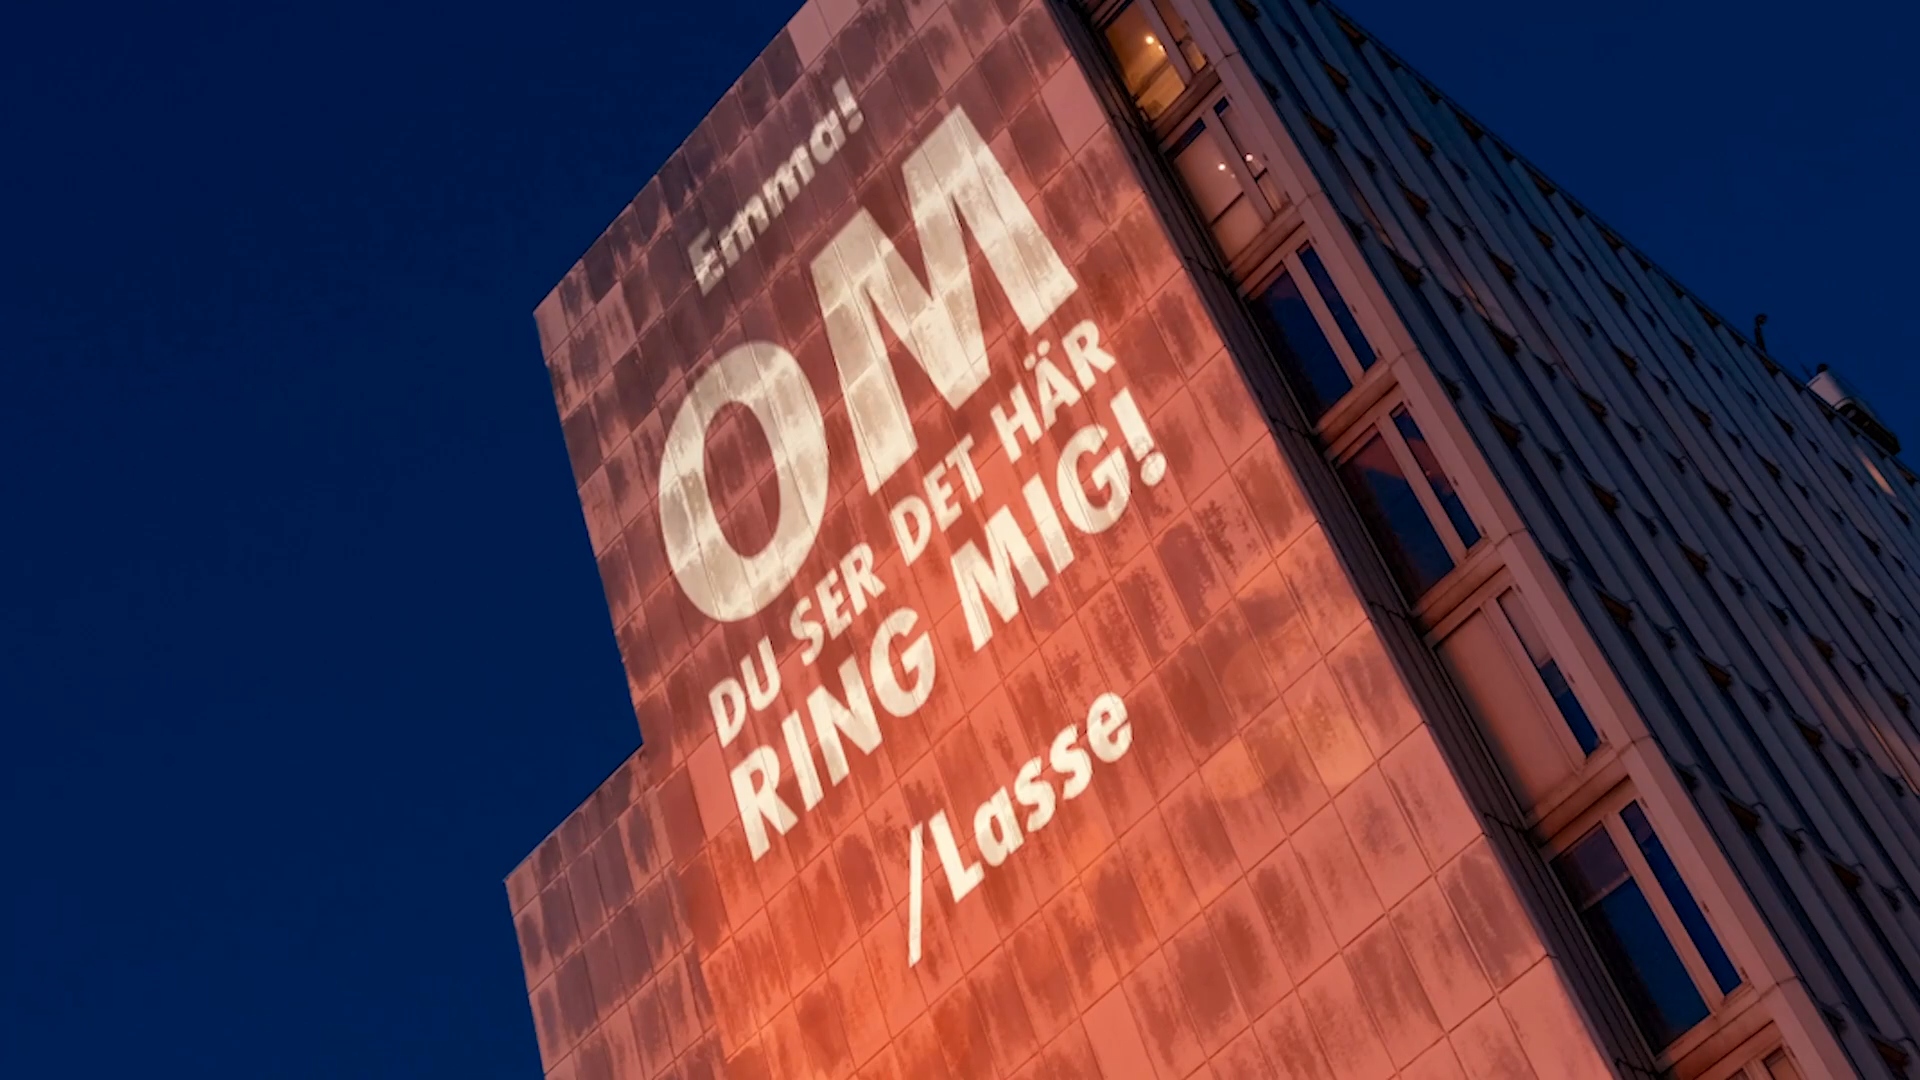 Emma!
OM
DU SER DET HÄR
RING MIG!
/Lasse